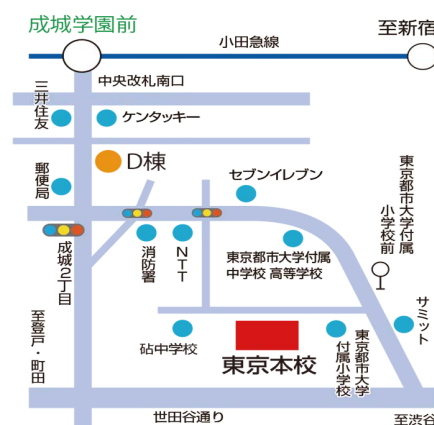 成城学園前
小田急線
至新宿
中央改札南口
三井住友
ケンタッキー
D棟
郵便局
セブンイレブン
東京都市大学付属
小学校前
成城2丁目
消防署
NTT
東京都市大学付属
中学校 高等学校
サミット
至登戸・町田
砧中学校
東京本校
東京都市大学
付属小学校
世田谷通り
至渋谷